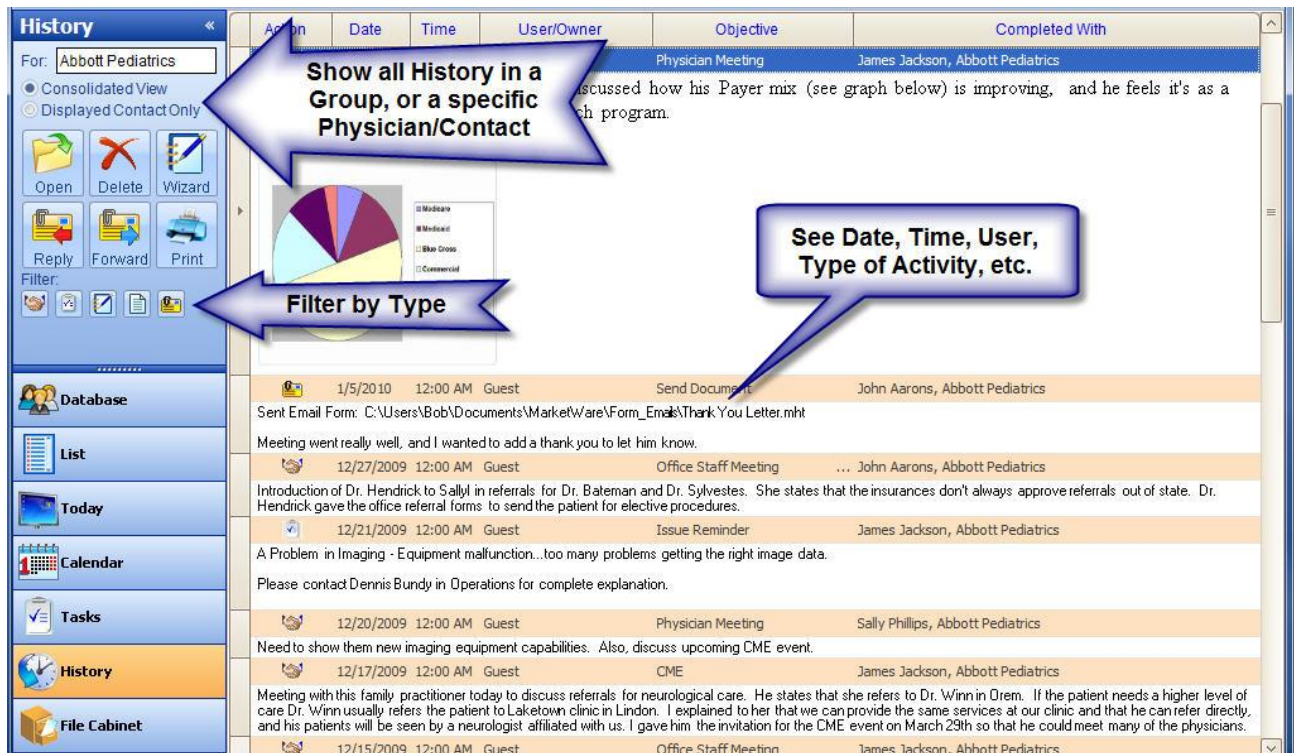 History «
For: Abbott Pediatrics
Consolidated View
Displayed Contact Only
Open Delete Wizard
Reply Forward Print
Filter:
Database
List
Today
Calendar
Tasks
History
File Cabinet
Show all History in a
Group, or a specific
Physician/Contact
Filter by Type
See Date, Time, User,
Type of Activity, etc.
Date Time User/Owner Objective Completed With
Physician Meeting James Jackson, Abbott Pediatrics
how his Payer mix (see graph below) is improving, and he feels it's as a
program.
Medicare
Medicaid
Blue Cross
Commercial
1/5/2010 12:00 AM Guest Send Document John Aarons, Abbott Pediatrics
Sent Email Form: C:\Users\Bob\Documents\MarketWare\Form_Emails\Thank You Letter.mht
Meeting went really well, and I wanted to add a thank you to let him know.
12/27/2009 12:00 AM Guest Office Staff Meeting ... John Aarons, Abbott Pediatrics
Introduction of Dr. Hendrick to Sallyl in referrals for Dr. Bateman and Dr. Sylvestes. She states that the insurances don't always approve referrals out of state. Dr.
Hendrick gave the office referral forms to send the patient for elective procedures.
12/21/2009 12:00 AM Guest Issue Reminder James Jackson, Abbott Pediatrics
A Problem in Imaging - Equipment malfunction...too many problems getting the right image data.
Please contact Dennis Bundy in Operations for complete explanation.
12/20/2009 12:00 AM Guest Physician Meeting Sally Phillips, Abbott Pediatrics
Need to show them new imaging equipment capabilities. Also, discuss upcoming CME event.
12/17/2009 12:00 AM Guest CME James Jackson, Abbott Pediatrics
Meeting with this family practitioner today to discuss referrals for neurological care. He states that she refers to Dr. Winn in Orem. If the patient needs a higher level of
care Dr. Winn usually refers the patient to Laketown clinic in Lindon. I explained to her that we can provide the same services at our clinic and that he can refer directly,
and his patients will be seen by a neurologist affiliated with us. I gave him the invitation for the CME event on March 29th so that he could meet many of the physicians.
12/15/2009 12:00 AM Guest Office Staff Meeting James Jackson, Abbott Pediatrics